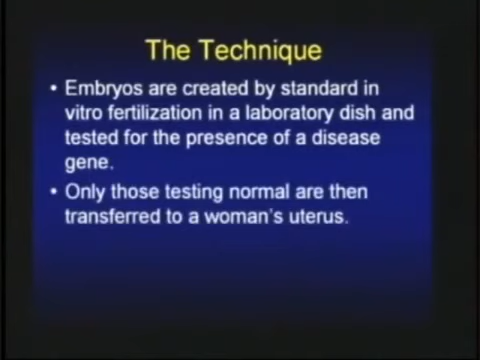 The Technique
• Embryos are created by standard in
vitro fertilization in a laboratory dish and
tested for the presence of a disease
gene.
• Only those testing normal are then
transferred to a woman's uterus.